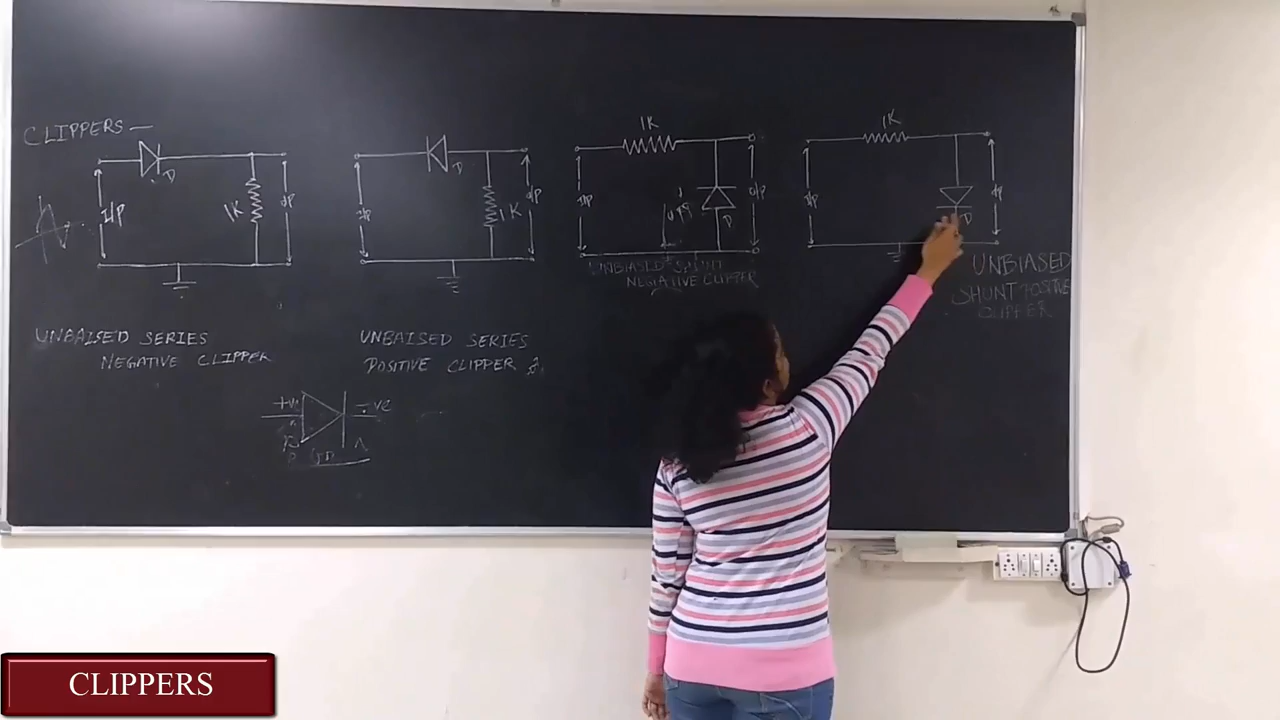 CLIPPERS —
I/P
D
1K
O/P
UNBAISED SERIES
NEGATIVE CLIPPER
I/P
D
1K
O/P
UNBAISED SERIES
POSITIVE CLIPPER
1K
I/P
D
O/P
UNBIASED SHUNT
NEGATIVE CLIPPER
1K
I/P
D
O/P
UNBIASED
SHUNT POSITIVE
CLIPPER
+ve
-ve
P
CLIPPERS